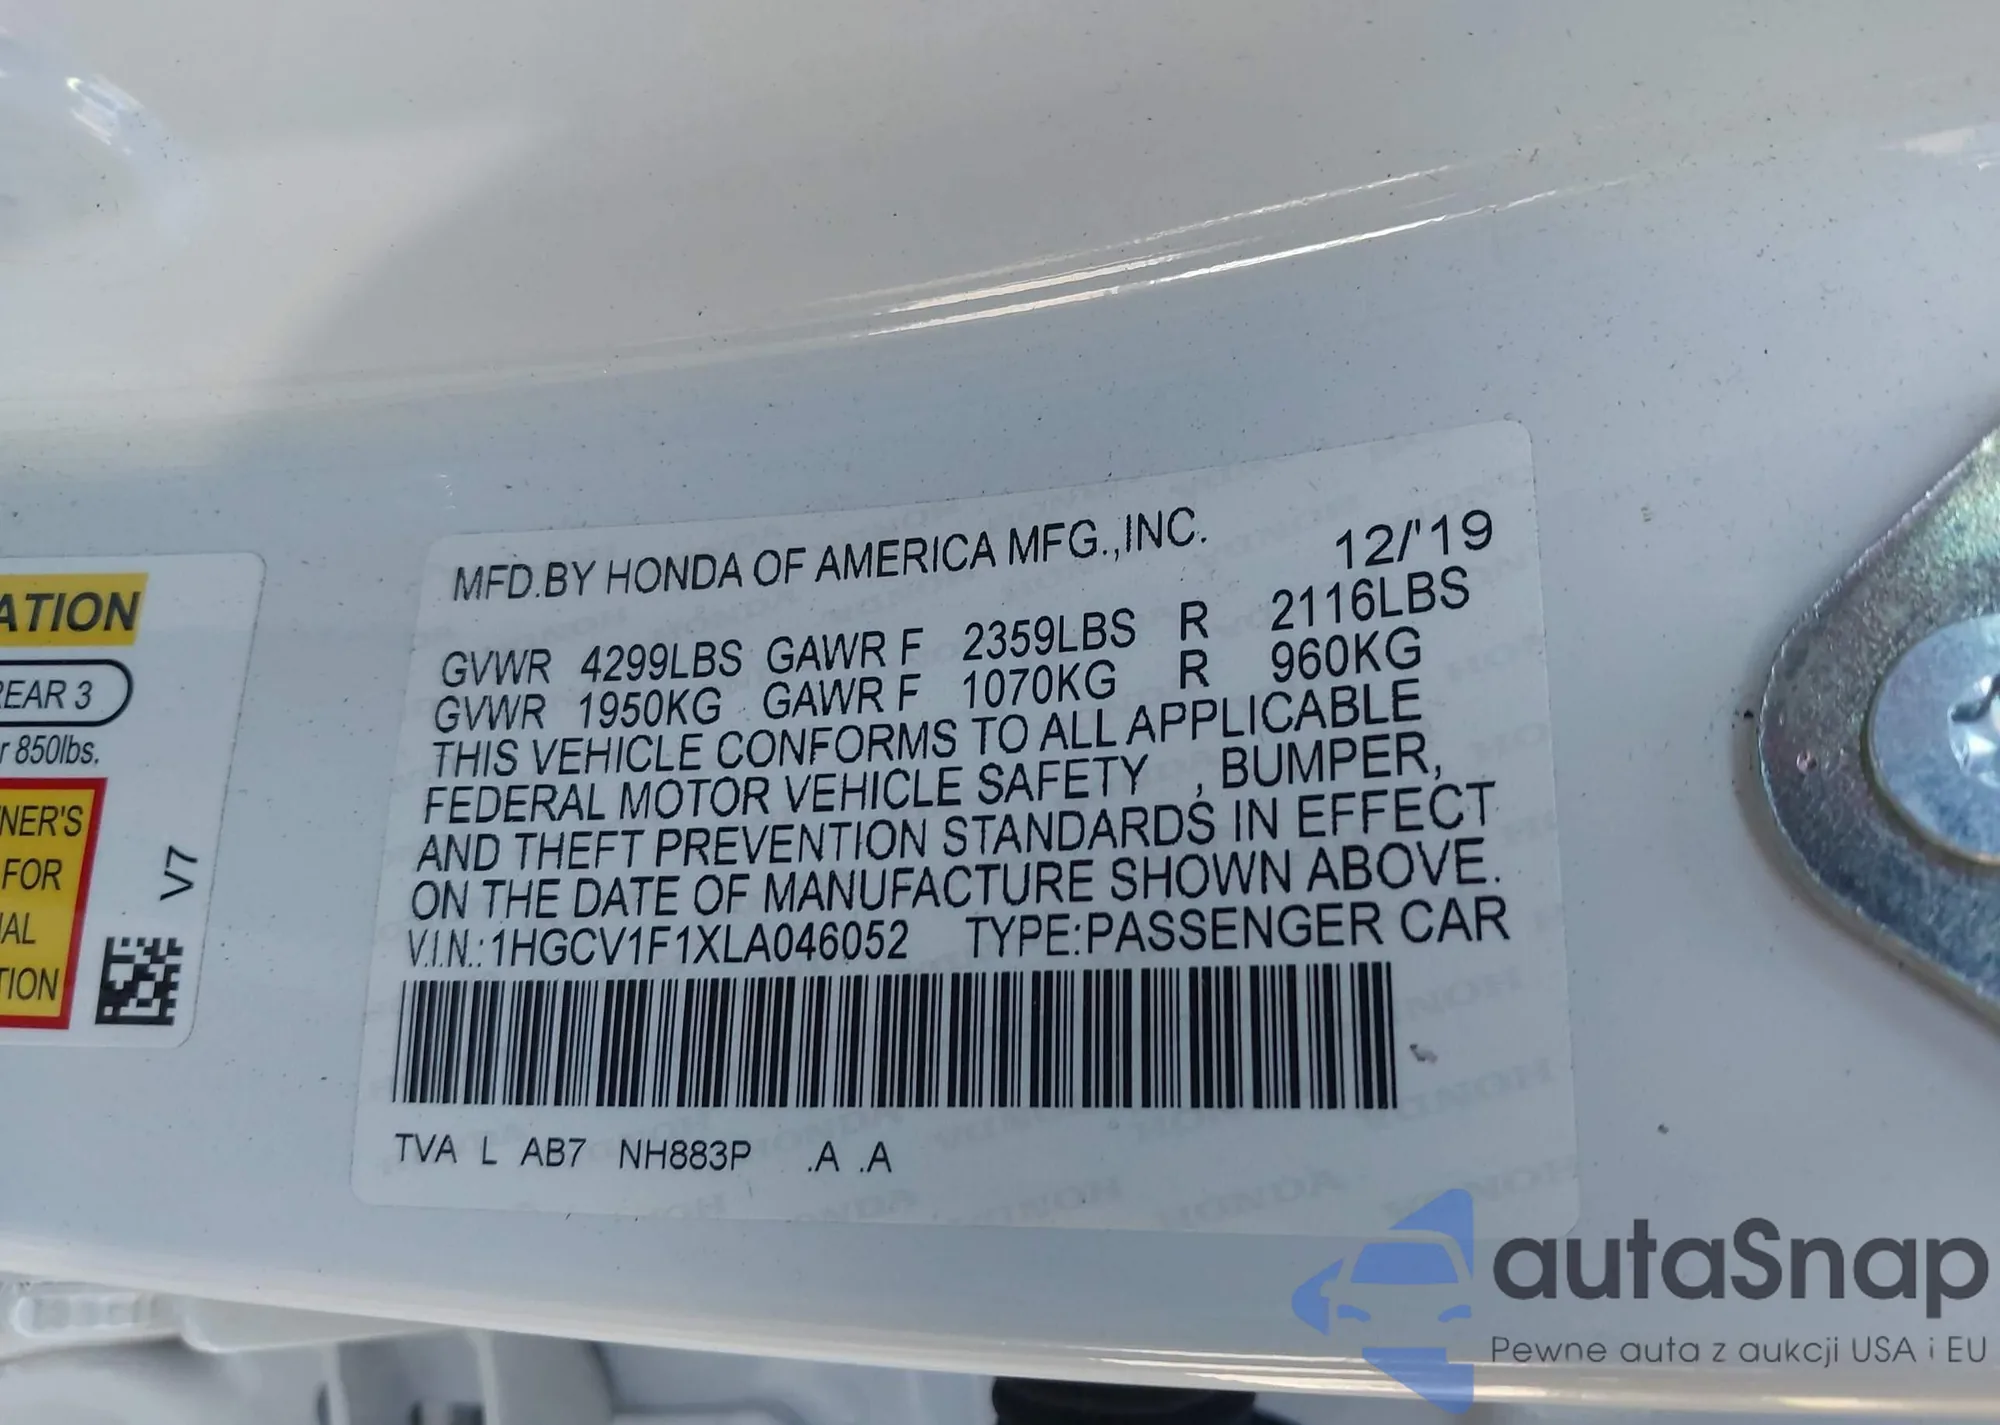 MFD.BY HONDA OF AMERICA MFG.,INC. 12/'19
GVWR 4299LBS GAWR F 2359LBS R 2116LBS
GVWR 1950KG GAWR F 1070KG R 960KG
THIS VEHICLE CONFORMS TO ALL APPLICABLE
FEDERAL MOTOR VEHICLE SAFETY , BUMPER,
AND THEFT PREVENTION STANDARDS IN EFFECT
ON THE DATE OF MANUFACTURE SHOWN ABOVE.
V.I.N.:1HGCV1F1XLA046052 TYPE:PASSENGER CAR
TVA L AB7 NH883P .A .A
ATION
REAR 3
r 850lbs.
NER'S
FOR
AL
TION
V7
autaSnap
Pewne auta z aukcji USA i EU